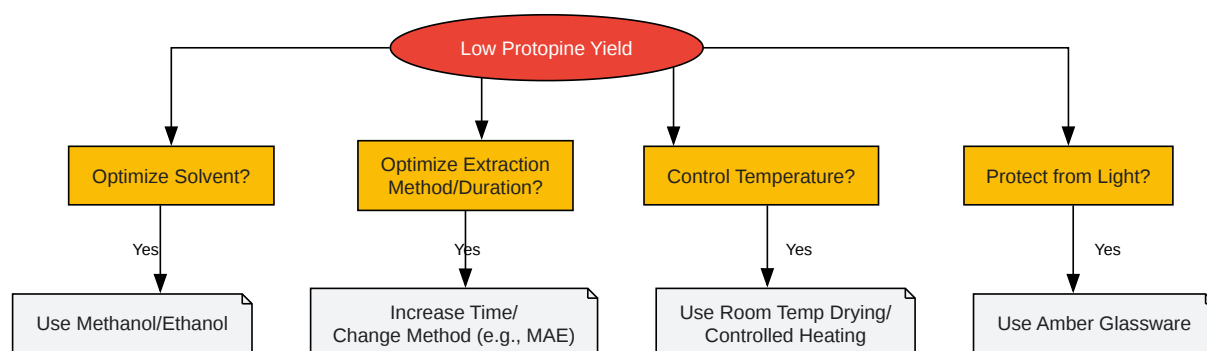 Low Protopine Yield
Optimize Solvent?
Optimize Extraction
Method/Duration?
Control Temperature?
Protect from Light?
Yes
Yes
Yes
Yes
Use Methanol/Ethanol
Increase Time/
Change Method (e.g., MAE)
Use Room Temp Drying/
Controlled Heating
Use Amber Glassware